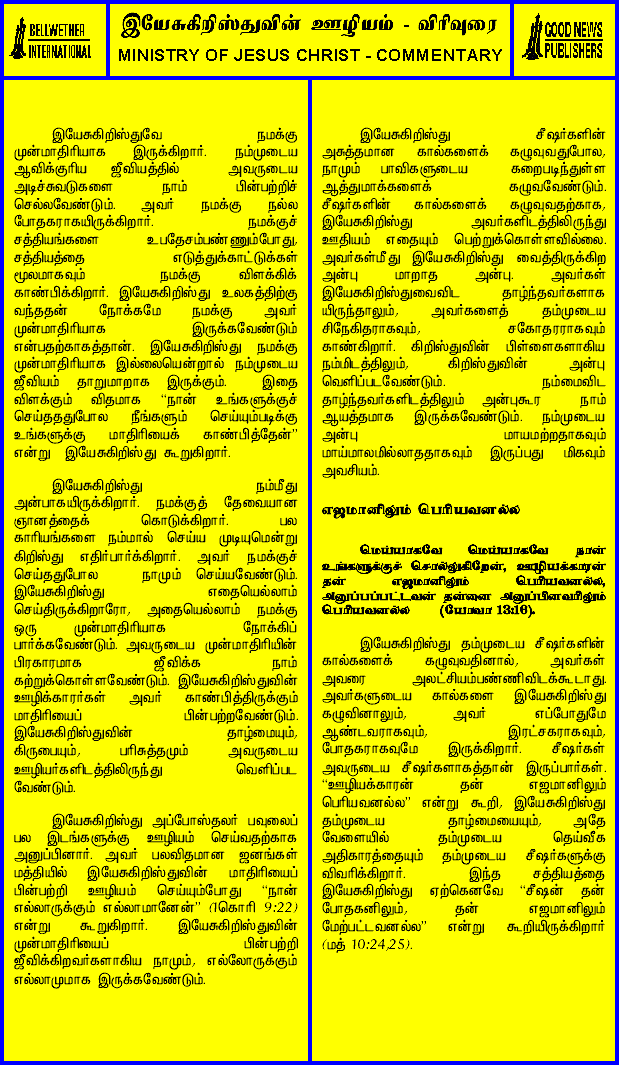 BELLWETHER
INTERNATIONAL
இயேசுகிறிஸ்துவின் ஊழியம் - விரிவுரை
MINISTRY OF JESUS CHRIST - COMMENTARY
GOOD NEWS
PUBLISHERS
இயேசுகிறிஸ்துவே நமக்கு
முன்மாதிரியாக இருக்கிறார். நம்முடைய
ஆவிக்குரிய ஜீவியத்தில் அவருடைய
அடிச்சுவடுகளை நாம் பின்பற்றிச்
செல்லவேண்டும். அவர் நமக்கு நல்ல
போதகராகயிருக்கிறார். நமக்குச்
சத்தியங்களை உபதேசம்பண்ணும்போது,
சத்தியத்தை எடுத்துக்காட்டுக்கள்
மூலமாகவும் நமக்கு விளக்கிக்
காண்பிக்கிறார். இயேசுகிறிஸ்து உலகத்திற்கு
வந்ததன் நோக்கமே நமக்கு அவர்
முன்மாதிரியாக இருக்கவேண்டும்
என்பதற்காகத்தான். இயேசுகிறிஸ்து நமக்கு
முன்மாதிரியாக இல்லையென்றால் நம்முடைய
ஜீவியம் தாறுமாறாக இருக்கும். இதை
விளக்கும் விதமாக “நான் உங்களுக்குச்
செய்தததுபோல நீங்களும் செய்யும்படிக்கு
உங்களுக்கு மாதிரியைக் காண்பித்தேன்”
என்று இயேசுகிறிஸ்து கூறுகிறார்.
இயேசுகிறிஸ்து நம்மீது
அன்பாகயிருக்கிறார். நமக்குத் தேவையான
ஞானத்தைக் கொடுக்கிறார். பல
காரியங்களை நம்மால் செய்ய முடியுமென்று
கிறிஸ்து எதிர்பார்க்கிறார். அவர் நமக்குச்
செய்ததுபோல நாமும் செய்யவேண்டும்.
இயேசுகிறிஸ்து எதையெல்லாம்
செய்திருக்கிறாரோ, அதையெல்லாம் நமக்கு
ஒரு முன்மாதிரியாக நோக்கிப்
பார்க்கவேண்டும். அவருடைய முன்மாதிரியின்
பிரகாரமாக ஜீவிக்க நாம்
கற்றுக்கொள்ளவேண்டும். இயேசுகிறிஸ்துவின்
ஊழிக்காரர்கள் அவர் காண்பித்திருக்கும்
மாதிரியைப் பின்பற்றவேண்டும்.
இயேசுகிறிஸ்துவின் தாழ்மையும்,
கிருபையும், பரிசுத்தமும் அவருடைய
ஊழியர்களிடத்திலிருந்து வெளிப்பட
வேண்டும்.
இயேசுகிறிஸ்து அப்போஸ்தலர் பவுலைப்
பல இடங்களுக்கு ஊழியம் செய்வதற்காக
அனுப்பினார். அவர் பலவிதமான ஜனங்கள்
மத்தியில் இயேசுகிறிஸ்துவின் மாதிரியைப்
பின்பற்றி ஊழியம் செய்யும்போது “நான்
எல்லாருக்கும் எல்லாமானேன்” (1கொரி 9:22)
என்று கூறுகிறார். இயேசுகிறிஸ்துவின்
முன்மாதிரியைப் பின்பற்றி
ஜீவிக்கிறவர்களாகிய நாமும், எல்லோருக்கும்
எல்லாமுமாக இருக்கவேண்டும்.
இயேசுகிறிஸ்து சீஷர்களின்
அசுத்தமான கால்களைக் கழுவுவதுபோல,
நாமும் பாவிகளுடைய கறைபடிந்துள்ள
ஆத்துமாக்களைக் கழுவவேண்டும்.
சீஷர்களின் கால்களைக் கழுவுவதற்காக,
இயேசுகிறிஸ்து அவர்களிடத்திலிருந்து
ஊதியம் எதையும் பெற்றுக்கொள்ளவில்லை.
அவர்கள்மீது இயேசுகிறிஸ்து வைத்திருக்கிற
அன்பு மாறாத அன்பு. அவர்கள்
இயேசுகிறிஸ்துவைவிட தாழ்ந்தவர்களாக
யிருந்தாலும், அவர்களைத் தம்முடைய
சிநேகிதராகவும், சகோதரராகவும்
காண்கிறார். கிறிஸ்துவின் பிள்ளைகளாகிய
நம்மிடத்திலும், கிறிஸ்துவின் அன்பு
வெளிப்படவேண்டும். நம்மைவிட
தாழ்ந்தவர்களிடத்திலும் அன்புகூர நாம்
ஆயத்தமாக இருக்கவேண்டும். நம்முடைய
அன்பு மாயமற்றதாகவும்
மாய்மாலமில்லாததாகவும் இருப்பது மிகவும்
அவசியம்.
எஜமானிலும் பெரியவனல்ல
மெய்யாகவே மெய்யாகவே நான்
உங்களுக்குச் சொல்லுகிறேன், ஊழியக்காரன்
தன் எஜமானிலும் பெரியவனல்ல,
அனுப்பப்பட்டவன் தன்னை அனுப்பினவரிலும்
பெரியவனல்ல (யோவா 13:16).
இயேசுகிறிஸ்து தம்முடைய சீஷர்களின்
கால்களைக் கழுவுவதினால், அவர்கள்
அவரை அலட்சியம்பண்ணிவிடக்கூடாது.
அவர்களுடைய கால்களை இயேசுகிறிஸ்து
கழுவினாலும், அவர் எப்போதுமே
ஆண்டவராகவும், இரட்சகராகவும்,
போதகராகவுமே இருக்கிறார். சீஷர்கள்
அவருடைய சீஷர்களாகத்தான் இருப்பார்கள்.
“ஊழியக்காரன் தன் எஜமானிலும்
பெரியவனல்ல” என்று கூறி, இயேசுகிறிஸ்து
தம்முடைய தாழ்மையையும், அதே
வேளையில் தம்முடைய தெய்வீக
அதிகாரத்தையும் தம்முடைய சீஷர்களுக்கு
விவரிக்கிறார். இந்த சத்தியத்தை
இயேசுகிறிஸ்து ஏற்கெனவே “சீஷன் தன்
போதகனிலும், தன் எஜமானிலும்
மேற்பட்டவனல்ல” என்று கூறியிருக்கிறார்
(மத் 10:24,25).